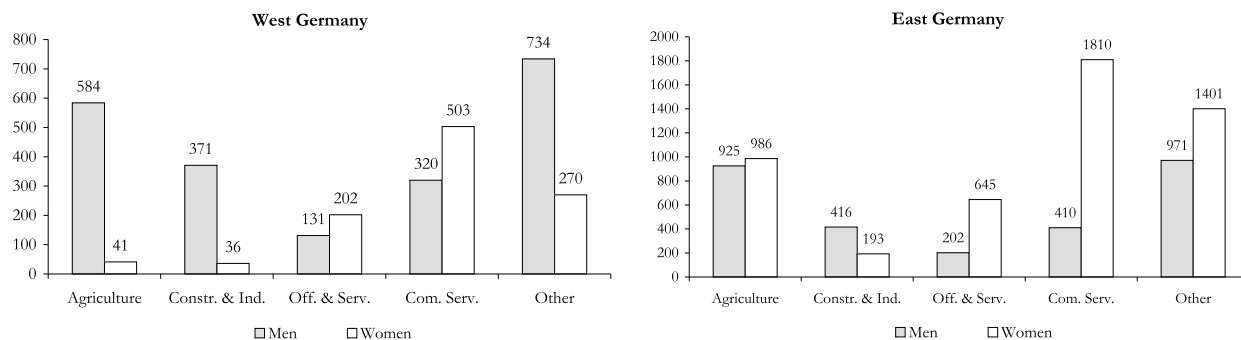 West Germany
800
700
600
500
400
300
200
100
0
584
41
371
36
131
202
320
503
734
270
Agriculture
Constr. & Ind.
Off. & Serv.
Com. Serv.
Other
Men
Women
East Germany
2000
1800
1600
1400
1200
1000
800
600
400
200
0
925
986
416
193
202
645
410
1810
971
1401
Agriculture
Constr. & Ind.
Off. & Serv.
Com. Serv.
Other
Men
Women